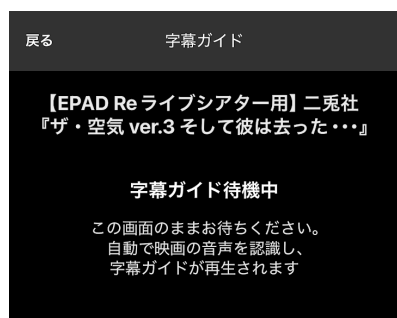 戻る
字幕ガイド
【EPAD Reライブシアター用】二兎社
『ザ・空気 ver.3 そして彼は去った・・・』
字幕ガイド待機中
この画面のままお待ちください。
自動で映画の音声を認識し、
字幕ガイドが再生されます